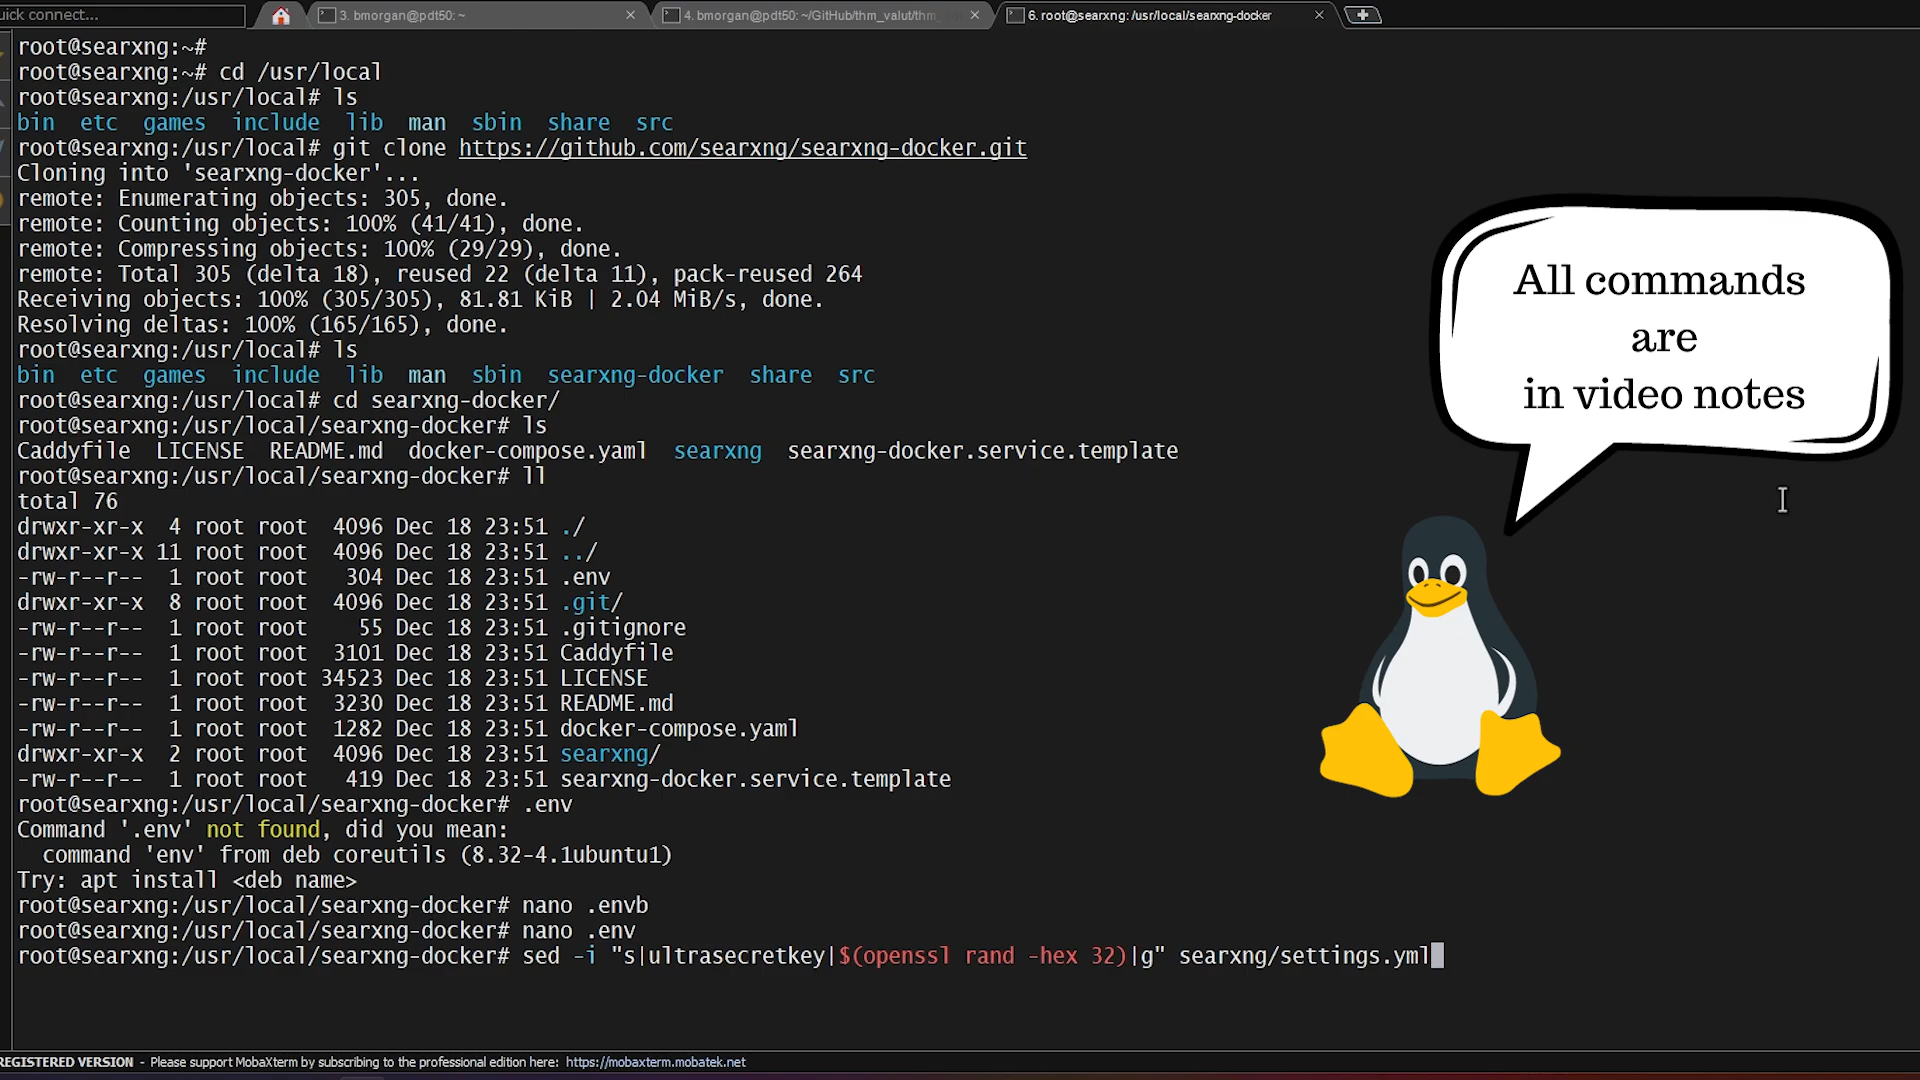 uick connect...
3. bmorgan@pdt50: ~
4. bmorgan@pdt50: ~/GitHub/thm_valut/thm_
6. root@searxng: /usr/local/searxng-docker
root@searxng:~#
root@searxng:~# cd /usr/local
root@searxng:/usr/local# ls
bin  etc  games  include  lib  man  sbin  share  src
root@searxng:/usr/local# git clone https://github.com/searxng/searxng-docker.git
Cloning into 'searxng-docker'...
remote: Enumerating objects: 305, done.
remote: Counting objects: 100% (41/41), done.
remote: Compressing objects: 100% (29/29), done.
remote: Total 305 (delta 18), reused 22 (delta 11), pack-reused 264
Receiving objects: 100% (305/305), 81.81 KiB | 2.04 MiB/s, done.
Resolving deltas: 100% (165/165), done.
root@searxng:/usr/local# ls
bin  etc  games  include  lib  man  sbin  searxng-docker  share  src
root@searxng:/usr/local# cd searxng-docker/
root@searxng:/usr/local/searxng-docker# ls
Caddyfile  LICENSE  README.md  docker-compose.yaml  searxng  searxng-docker.service.template
root@searxng:/usr/local/searxng-docker# ll
total 76
drwxr-xr-x  4 root root  4096 Dec 18 23:51 ./
drwxr-xr-x 11 root root  4096 Dec 18 23:51 ../
-rw-r--r--  1 root root   304 Dec 18 23:51 .env
drwxr-xr-x  8 root root  4096 Dec 18 23:51 .git/
-rw-r--r--  1 root root    55 Dec 18 23:51 .gitignore
-rw-r--r--  1 root root  3101 Dec 18 23:51 Caddyfile
-rw-r--r--  1 root root 34523 Dec 18 23:51 LICENSE
-rw-r--r--  1 root root  3230 Dec 18 23:51 README.md
-rw-r--r--  1 root root  1282 Dec 18 23:51 docker-compose.yaml
drwxr-xr-x  2 root root  4096 Dec 18 23:51 searxng/
-rw-r--r--  1 root root   419 Dec 18 23:51 searxng-docker.service.template
root@searxng:/usr/local/searxng-docker# .env
Command '.env' not found, did you mean:
  command 'env' from deb coreutils (8.32-4.1ubuntu1)
Try: apt install <deb name>
root@searxng:/usr/local/searxng-docker# nano .envb
root@searxng:/usr/local/searxng-docker# nano .env
root@searxng:/usr/local/searxng-docker# sed -i "s|ultrasecretkey|$(openssl rand -hex 32)|g" searxng/settings.yml
All commands
are
in video notes
REGISTERED VERSION - Please support MobaXterm by subscribing to the professional edition here: https://mobaxterm.mobatek.net